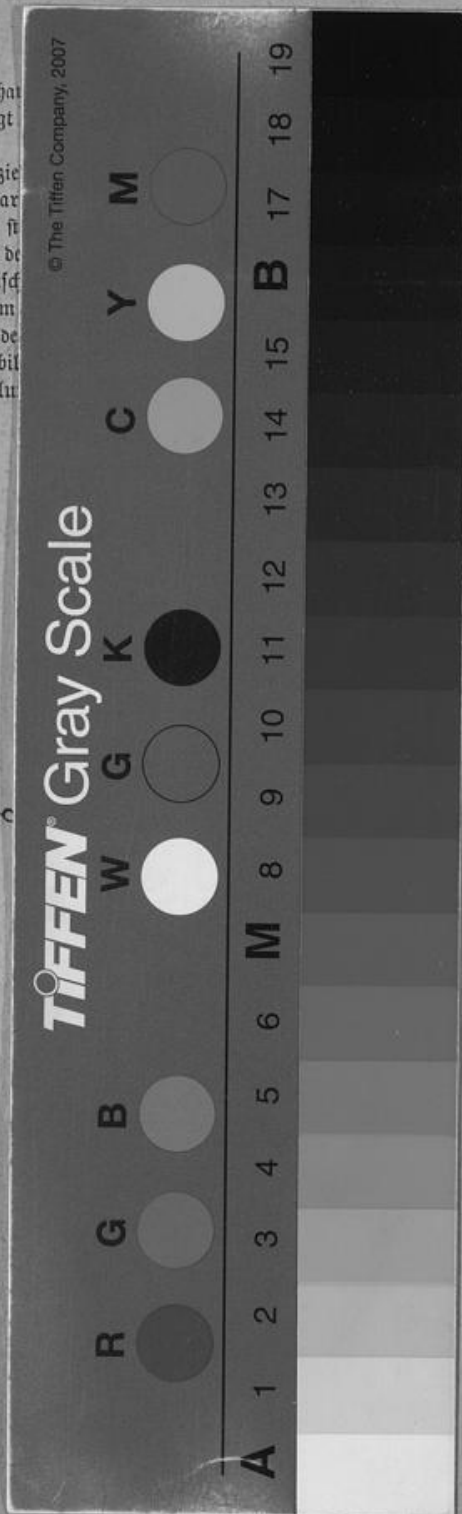 © The Tiffen Company, 2007
TIFFEN® Gray Scale
R G B W G K C Y M
A 1 2 3 4 5 6 M 8 9 10 11 12 13 14 15 B 17 18 19